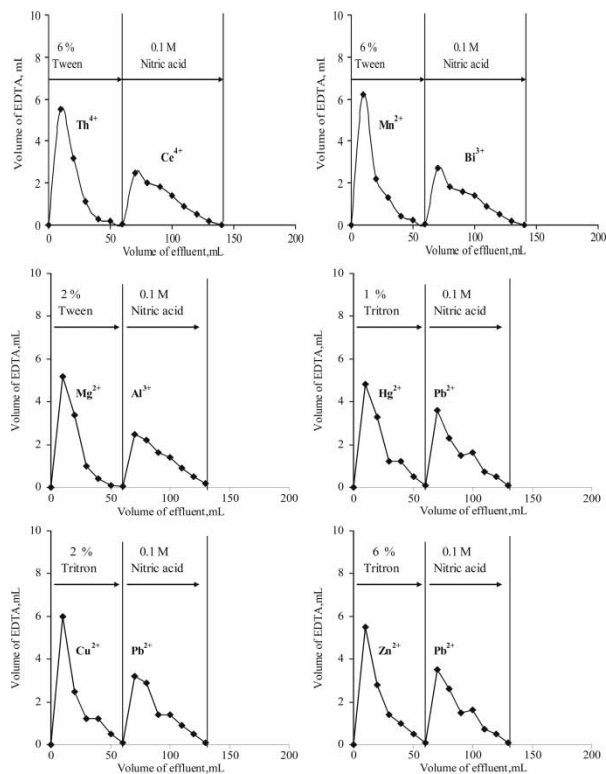 10
8
6
4
2
0
Volume of EDTA, mL
6 %
Tween
0.1 M
Nitric acid
Th4+
Ce4+
0 50 100 150 200
Volume of effluent,mL
10
8
6
4
2
0
Volume of EDTA, mL
6 %
Tween
0.1 M
Nitric acid
Mn2+
Bi3+
0 50 100 150 200
Volume of effluent,mL
10
8
6
4
2
0
Volume of EDTA,mL
2 %
Tween
0.1 M
Nitric acid
Mg2+
Al3+
0 50 100 150 200
Volume of effluent,mL
10
8
6
4
2
0
Volume of EDTA,mL
1 %
Tritron
0.1 M
Nitric acid
Hg2+
Pb2+
0 50 100 150 200
Volume of effluent,mL
10
8
6
4
2
0
Volume of EDTA,mL
2 %
Tritron
0.1 M
Nitric acid
Cu2+
Pb2+
0 50 100 150 200
Volume of effluent,mL
10
8
6
4
2
0
Volume of EDTA,mL
6 %
Tritron
0.1 M
Nitric acid
Zn2+
Pb2+
0 50 100 150 200
Volume of effluent,mL